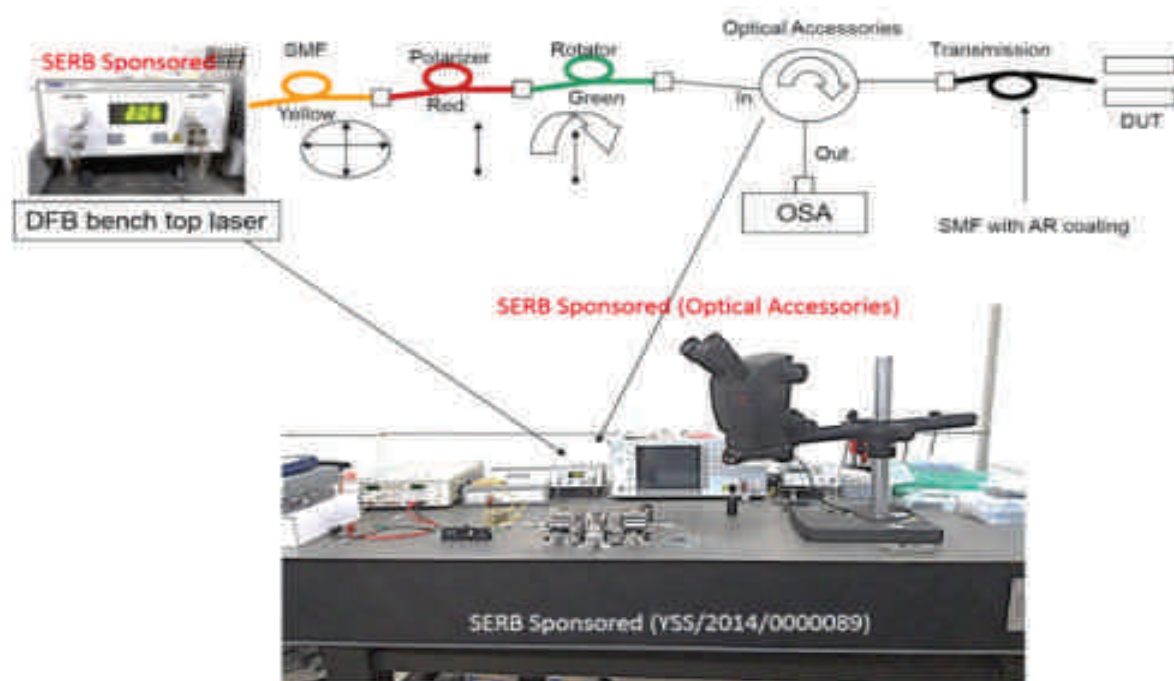 SERB Sponsored
SMF
Yellow
Polarizer
Red
Rotator
Green
Optical Accessories
In
Out
OSA
Transmission
DUT
SMF with AR coating
DFB bench top laser
SERB Sponsored (Optical Accessories)
SERB Sponsored (YSS/2014/0000089)